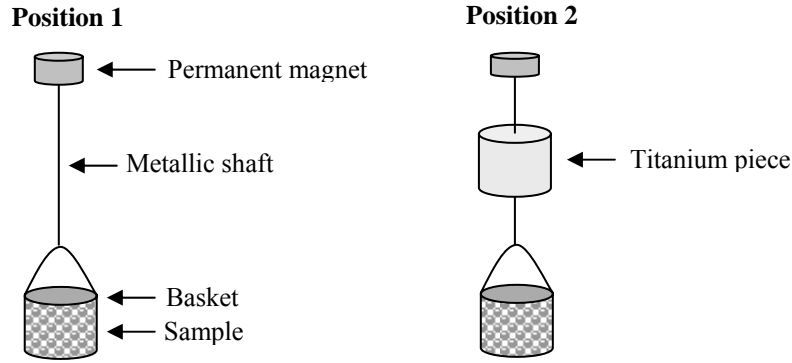 Position 1
Position 2
Permanent magnet
Metallic shaft
Titanium piece
Basket
Sample